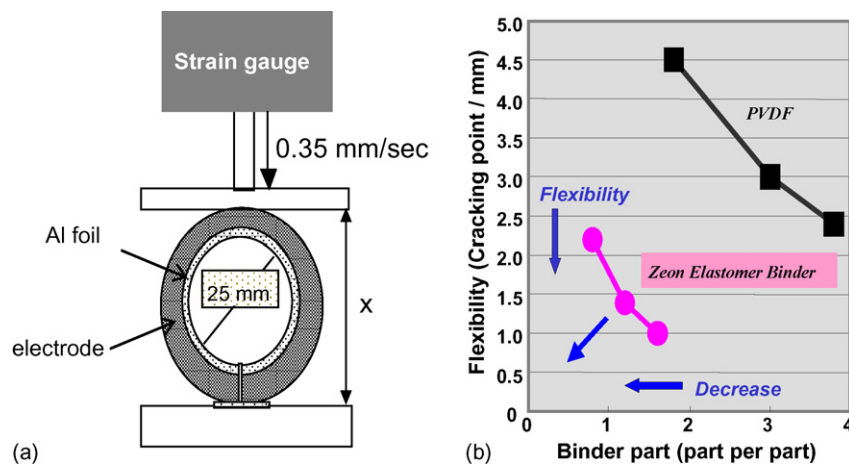 Strain gauge
0.35 mm/sec
Al foil
25 mm
x
electrode
(a)
Flexibility (Cracking point / mm)
5.0
4.5
4.0
3.5
3.0
2.5
2.0
1.5
1.0
0.5
0
PVDF
Flexibility
Zeon Elastomer Binder
Decrease
0 1 2 3 4
Binder part (part per part)
(b)